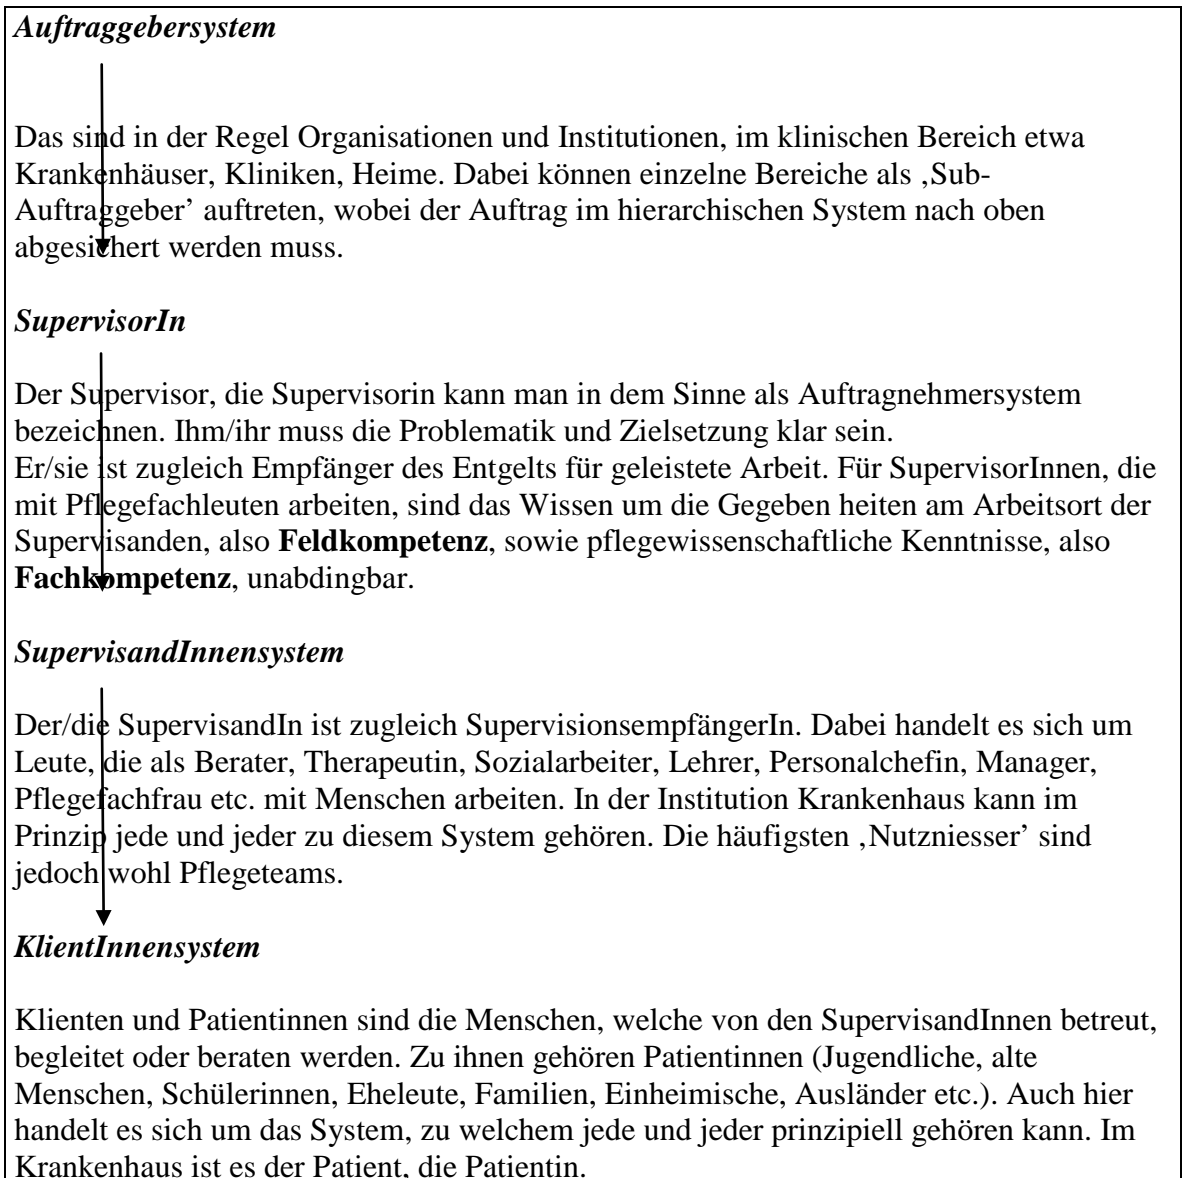 Auftraggebersystem
Das sind in der Regel Organisationen und Institutionen, im klinischen Bereich etwa
Krankenhäuser, Kliniken, Heime. Dabei können einzelne Bereiche als ‚Sub-
Auftraggeber’ auftreten, wobei der Auftrag im hierarchischen System nach oben
abgesichert werden muss.
SupervisorIn
Der Supervisor, die Supervisorin kann man in dem Sinne als Auftragnehmersystem
bezeichnen. Ihm/ihr muss die Problematik und Zielsetzung klar sein.
Er/sie ist zugleich Empfänger des Entgelts für geleistete Arbeit. Für SupervisorInnen, die
mit Pflegefachleuten arbeiten, sind das Wissen um die Gegeben heiten am Arbeitsort der
Supervisanden, also Feldkompetenz, sowie pflegewissenschaftliche Kenntnisse, also
Fachkompetenz, unabdingbar.
SupervisandInnensystem
Der/die SupervisandIn ist zugleich SupervisionsempfängerIn. Dabei handelt es sich um
Leute, die als Berater, Therapeutin, Sozialarbeiter, Lehrer, Personalchefin, Manager,
Pflegefachfrau etc. mit Menschen arbeiten. In der Institution Krankenhaus kann im
Prinzip jede und jeder zu diesem System gehören. Die häufigsten ‚Nutzniesser’ sind
jedoch wohl Pflegeteams.
KlientInnensystem
Klienten und Patientinnen sind die Menschen, welche von den SupervisandInnen betreut,
begleitet oder beraten werden. Zu ihnen gehören Patientinnen (Jugendliche, alte
Menschen, Schülerinnen, Eheleute, Familien, Einheimische, Ausländer etc.). Auch hier
handelt es sich um das System, zu welchem jede und jeder prinzipiell gehören kann. Im
Krankenhaus ist es der Patient, die Patientin.